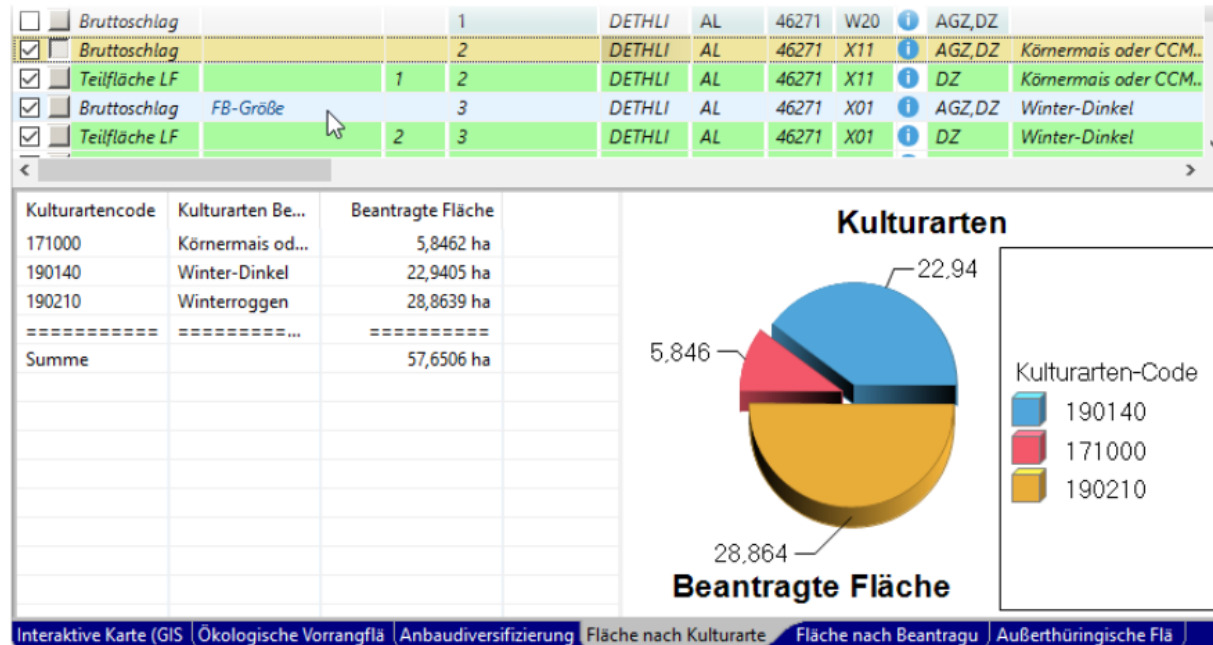 Bruttoschlag 1 DETHLI AL 46271 W20 i AGZ,DZ
Bruttoschlag 2 DETHLI AL 46271 X11 i AGZ,DZ Körnermais oder CCM..
Teilfläche LF 1 2 DETHLI AL 46271 X11 i DZ Körnermais oder CCM..
Bruttoschlag FB-Größe 3 DETHLI AL 46271 X01 i AGZ,DZ Winter-Dinkel
Teilfläche LF 2 3 DETHLI AL 46271 X01 i DZ Winter-Dinkel
Kulturartencode Kulturarten Be... Beantragte Fläche
171000 Körnermais od... 5,8462 ha
190140 Winter-Dinkel 22,9405 ha
190210 Winterroggen 28,8639 ha
=========== =========... ==========
Summe 57,6506 ha
Kulturarten
22,94
5,846
28,864
Beantragte Fläche
Kulturarten-Code
190140
171000
190210
Interaktive Karte (GIS Ökologische Vorrangflä Anbaudiversifizierung Fläche nach Kulturarte Fläche nach Beantragu Außerthüringische Flä